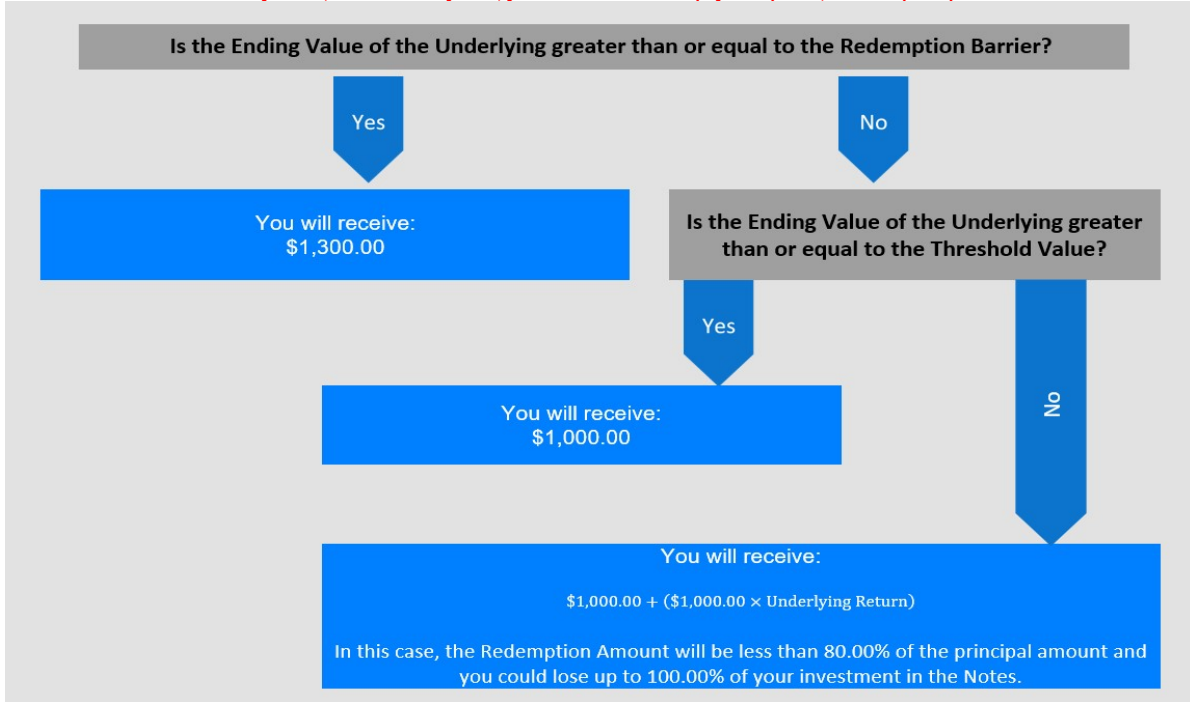 Is the Ending Value of the Underlying greater than or equal to the Redemption Barrier?
Yes
No
You will receive:
$1,300.00
Is the Ending Value of the Underlying greater
than or equal to the Threshold Value?
Yes
No
You will receive:
$1,000.00
You will receive:
$1,000.00 + ($1,000.00 × Underlying Return)
In this case, the Redemption Amount will be less than 80.00% of the principal amount and
you could lose up to 100.00% of your investment in the Notes.